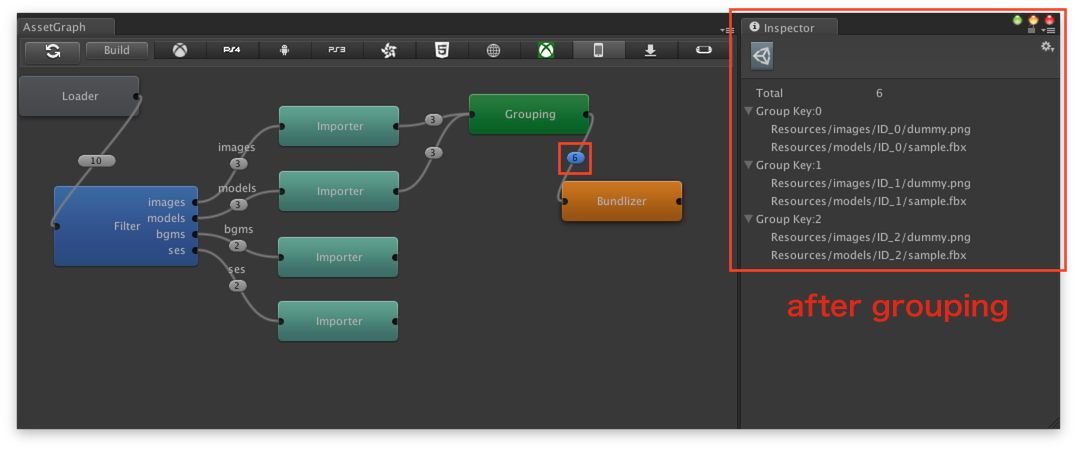 AssetGraph
Build
PS4
PS3
Loader
10
Filter
images
models
bgms
ses
images
3
models
3
bgms
2
ses
2
Importer
Importer
Importer
Importer
3
3
Grouping
6
Bundlizer
Inspector
Total 6
Group Key:0
Resources/images/ID_0/dummy.png
Resources/models/ID_0/sample.fbx
Group Key:1
Resources/images/ID_1/dummy.png
Resources/models/ID_1/sample.fbx
Group Key:2
Resources/images/ID_2/dummy.png
Resources/models/ID_2/sample.fbx
after grouping